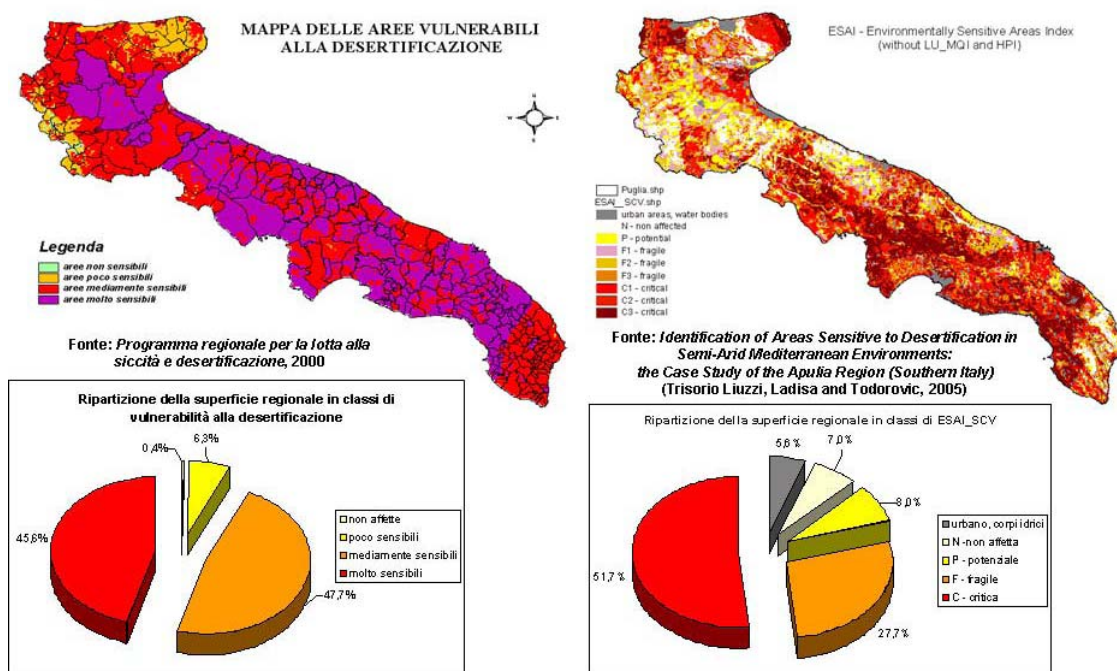 MAPPA DELLE AREE VULNERABILI
ALLA DESERTIFICAZIONE
N
W
E
S
Legenda
aree non sensibili
aree poco sensibili
aree mediamente sensibili
aree molto sensibili
Fonte: Programma regionale per la lotta alla
siccità e desertificazione, 2000
Ripartizione della superficie regionale in classi di
vulnerabilità alla desertificazione
0,4%
6,3%
45,6%
47,7%
non affette
poco sensibili
mediamente sensibili
molto sensibili
ESAI - Environmentally Sensitive Areas Index
(without LU_MQI and HPI)
Puglia.shp
ESAI__SCV.shp
urban areas, water bodies
N - non affected
P - potential
F1 - fragile
F2 - fragile
F3 - fragile
C1 - critical
C2 - critical
C3 - critical
Fonte: Identification of Areas Sensitive to Desertification in
Semi-Arid Mediterranean Environments:
the Case Study of the Apulia Region (Southern Italy)
(Trisorio Liuzzi, Ladisa and Todorovic, 2005)
Ripartizione della superficie regionale in classi di ESAI_SCV
5,6%
7,0%
8,0%
51,7%
27,7%
urbano, corpi idrici
N -non affetta
P - potenziale
F - fragile
C - critica